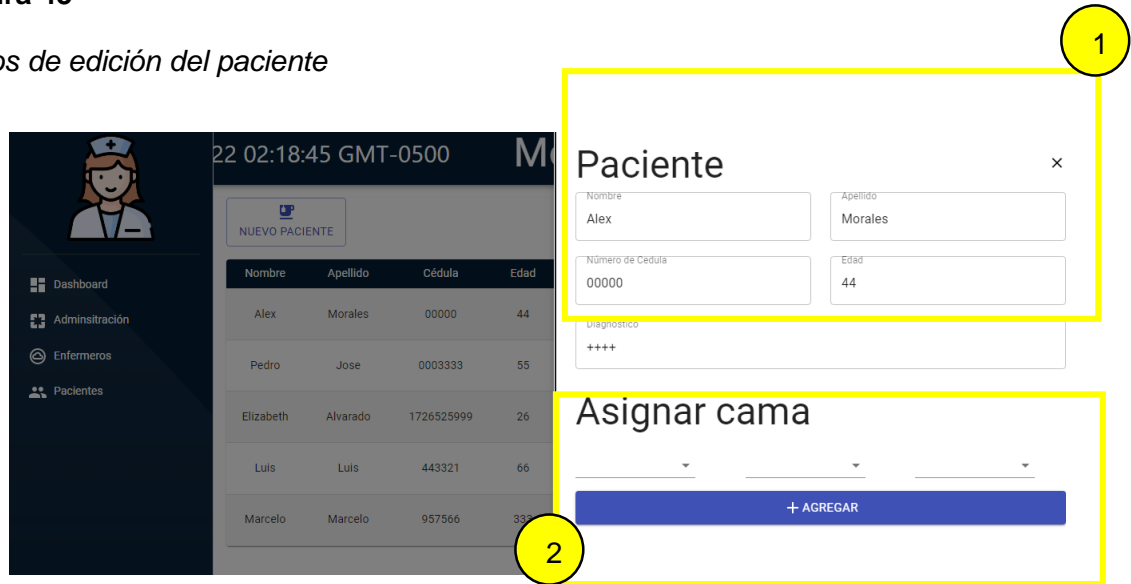 os de edición del paciente
1
22 02:18:45 GMT-0500
NUEVO PACIENTE
Dashboard
Adminsitración
Enfermeros
Pacientes
Nombre Apellido Cédula Edad
Alex Morales 00000 44
Pedro Jose 0003333 55
Elizabeth Alvarado 1726525999 26
Luis Luis 443321 66
Marcelo Marcelo 957566 333
Paciente ×
Nombre Apellido
Alex Morales
Número de Cedula Edad
00000 44
Diagnostico
++++
Asignar cama
+ AGREGAR
2